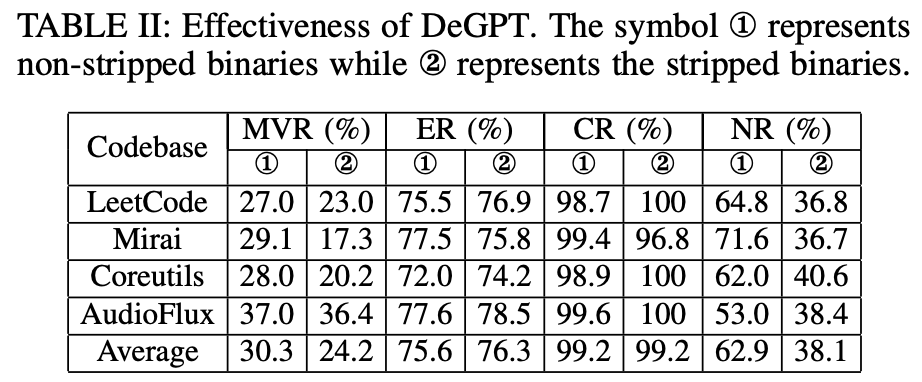 TABLE II: Effectiveness of DeGPT. The symbol ① represents
non-stripped binaries while ② represents the stripped binaries.
Codebase MVR (%) ER (%) CR (%) NR (%)
① ② ① ② ① ② ① ②
LeetCode 27.0 23.0 75.5 76.9 98.7 100 64.8 36.8
Mirai 29.1 17.3 77.5 75.8 99.4 96.8 71.6 36.7
Coreutils 28.0 20.2 72.0 74.2 98.9 100 62.0 40.6
AudioFlux 37.0 36.4 77.6 78.5 99.6 100 53.0 38.4
Average 30.3 24.2 75.6 76.3 99.2 99.2 62.9 38.1